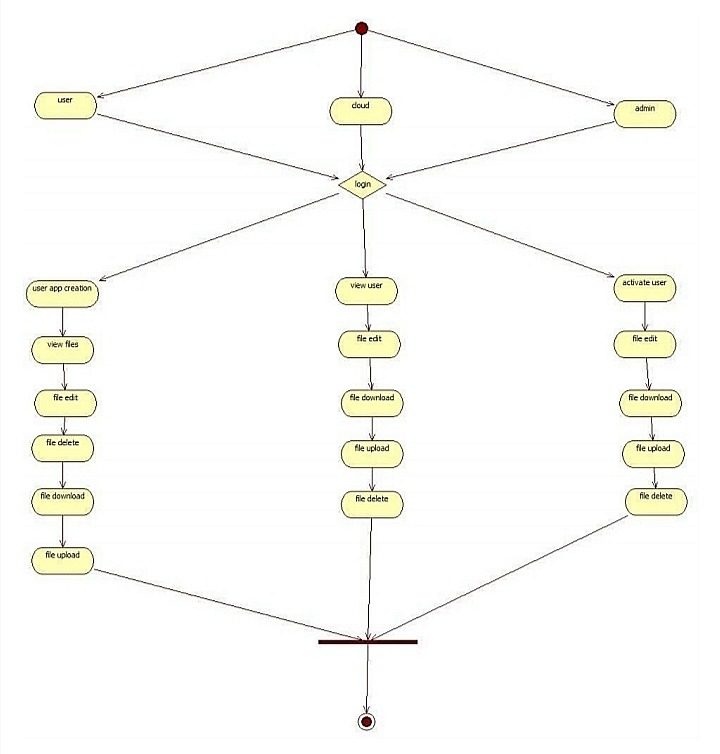 user
cloud
admin
login
user app creation
view files
file edit
file delete
file download
file upload
view user
file edit
file download
file upload
file delete
activate user
file edit
file download
file upload
file delete